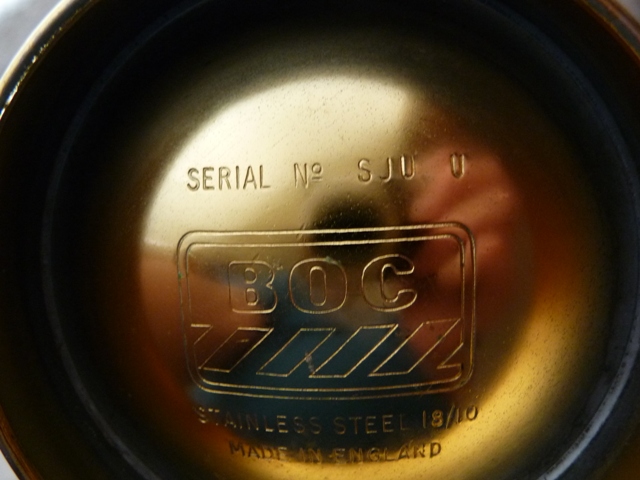 SERIAL Nº SJU U
BOC
STAINLESS STEEL 18/10
MADE IN ENGLAND